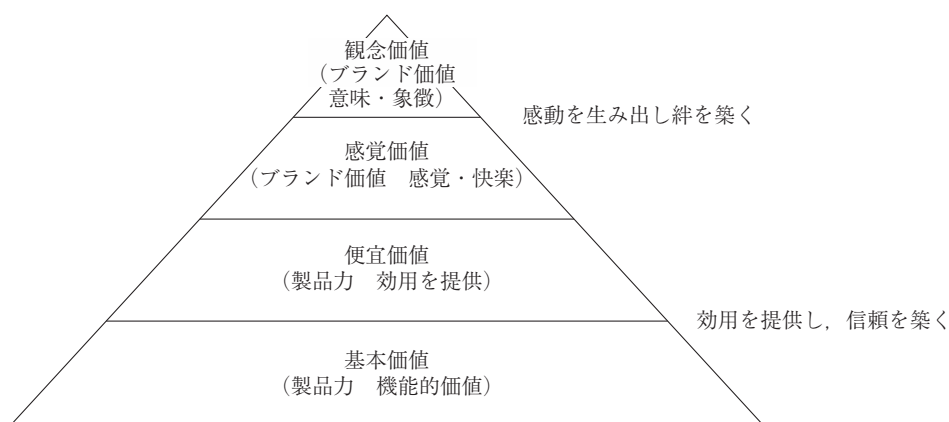 観念価値
(ブランド価値
意味・象徴)
感動を生み出し絆を築く
感覚価値
(ブランド価値　感覚・快楽)
便宜価値
(製品力　効用を提供)
効用を提供し，信頼を築く
基本価値
(製品力　機能的価値)